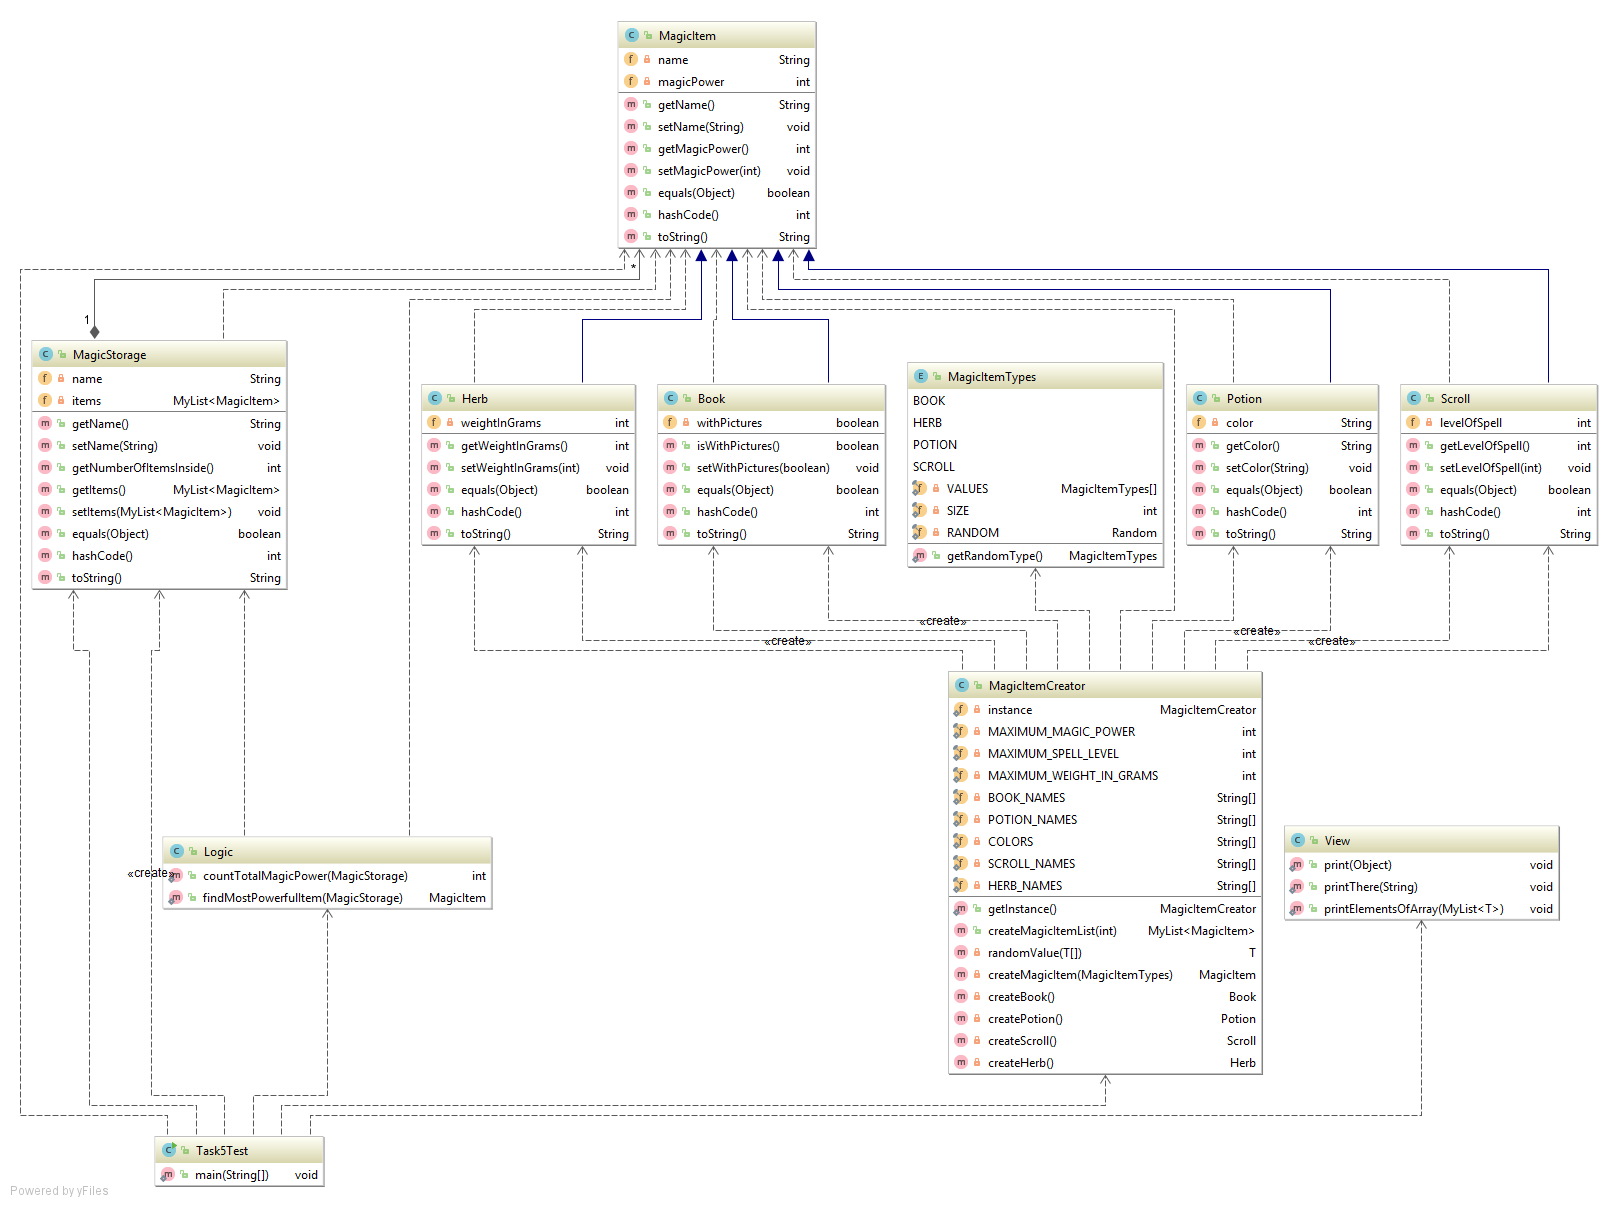 MagicItem
name String
magicPower int
getName() String
setName(String) void
getMagicPower() int
setMagicPower(int) void
equals(Object) boolean
hashCode() int
toString() String
*
1
MagicStorage
name String
items MyList<MagicItem>
getName() String
setName(String) void
getNumberOfItemsInside() int
getItems() MyList<MagicItem>
setItems(MyList<MagicItem>) void
equals(Object) boolean
hashCode() int
toString() String
Herb
weightInGrams int
getWeightInGrams() int
setWeightInGrams(int) void
equals(Object) boolean
hashCode() int
toString() String
Book
withPictures boolean
isWithPictures() boolean
setWithPictures(boolean) void
equals(Object) boolean
hashCode() int
toString() String
MagicItemTypes
BOOK
HERB
POTION
SCROLL
VALUES MagicItemTypes[]
SIZE int
RANDOM Random
getRandomType() MagicItemTypes
Potion
color String
getColor() String
setColor(String) void
equals(Object) boolean
hashCode() int
toString() String
Scroll
levelOfSpell int
getLevelOfSpell() int
setLevelOfSpell(int) void
equals(Object) boolean
hashCode() int
toString() String
«create»
«create»
«create»
«create»
MagicItemCreator
instance MagicItemCreator
MAXIMUM_MAGIC_POWER int
MAXIMUM_SPELL_LEVEL int
MAXIMUM_WEIGHT_IN_GRAMS int
BOOK_NAMES String[]
POTION_NAMES String[]
COLORS String[]
SCROLL_NAMES String[]
HERB_NAMES String[]
getInstance() MagicItemCreator
createMagicItemList(int) MyList<MagicItem>
randomValue(T[]) T
createMagicItem(MagicItemTypes) MagicItem
createBook() Book
createPotion() Potion
createScroll() Scroll
createHerb() Herb
Logic
countTotalMagicPower(MagicStorage) int
findMostPowerfulItem(MagicStorage) MagicItem
«create»
View
print(Object) void
printThere(String) void
printElementsOfArray(MyList<T>) void
Task5Test
main(String[]) void
Powered by yFiles